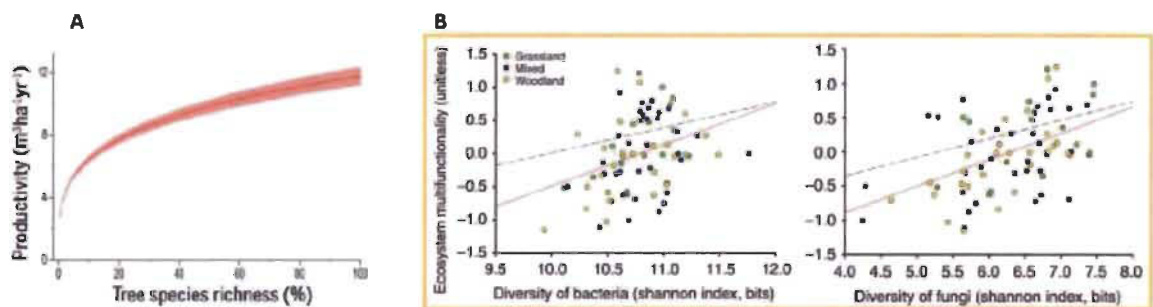 A
Productivity (m³ha⁻¹yr⁻¹)
12
8
4
0
0 20 40 60 80 100
Tree species richness (%)
B
Ecosystem multifunctionality (unitless)
1.5
1.0
0.5
0.0
−0.5
−1.0
−1.5
Grassland
Mixed
Woodland
9.5 10.0 10.5 11.0 11.5 12.0
Diversity of bacteria (shannon index, bits)
1.5
1.0
0.5
0.0
−0.5
−1.0
−1.5
4.0 4.5 5.0 5.5 6.0 6.5 7.0 7.5 8.0
Diversity of fungi (shannon index, bits)